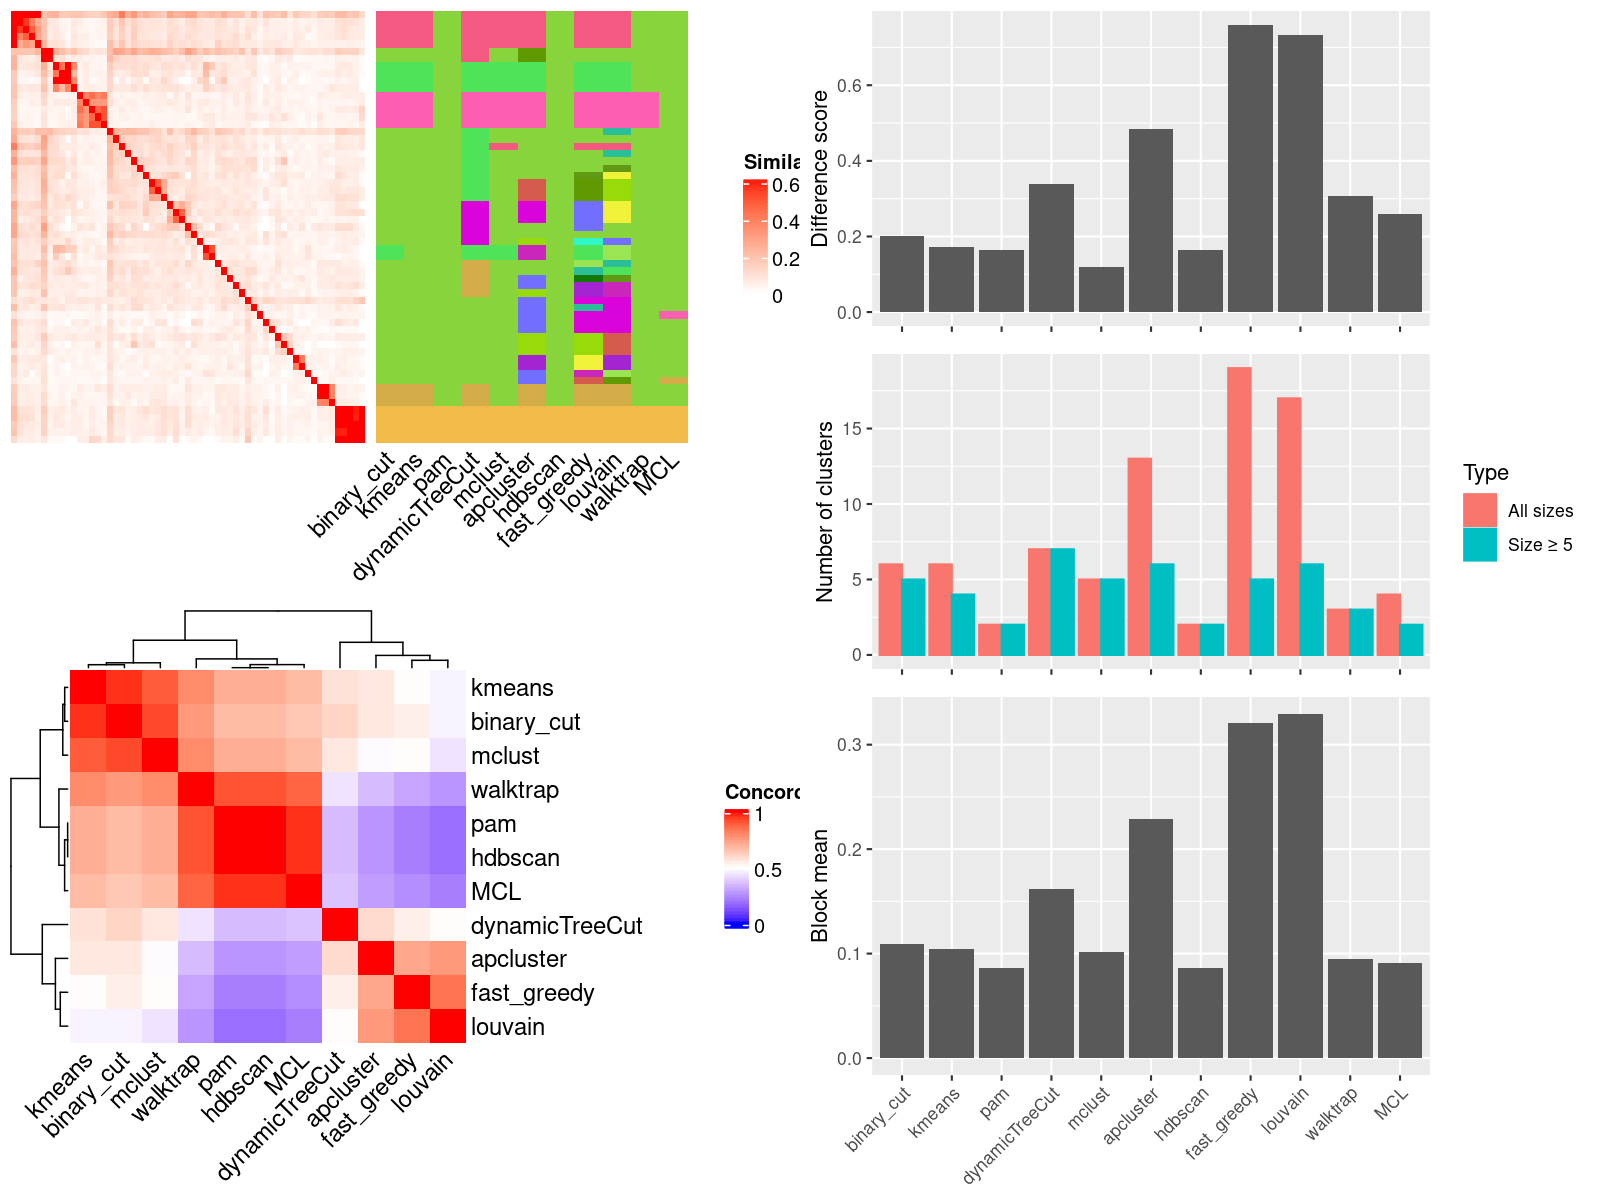 Simila
0.6
0.4
0.2
0
binary_cut
kmeans
pam
dynamicTreeCut
mclust
apcluster
hdbscan
fast_greedy
louvain
walktrap
MCL
Difference score
0.6
0.4
0.2
0.0
Number of clusters
15
10
5
0
Type
All sizes
Size ≥ 5
kmeans
binary_cut
mclust
walktrap
pam
hdbscan
MCL
dynamicTreeCut
apcluster
fast_greedy
louvain
kmeans
binary_cut
mclust
walktrap
pam
hdbscan
MCL
dynamicTreeCut
apcluster
fast_greedy
louvain
Concord
1
0.5
0
Block mean
0.3
0.2
0.1
0.0
binary_cut
kmeans
pam
dynamicTreeCut
mclust
apcluster
hdbscan
fast_greedy
louvain
walktrap
MCL